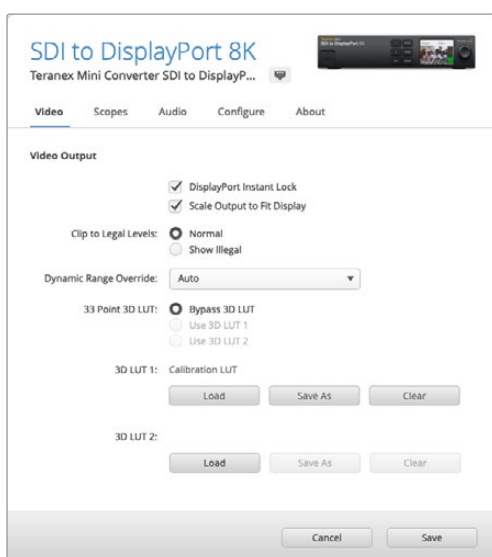 SDI to DisplayPort 8K
Teranex Mini Converter SDI to DisplayP...
Video Scopes Audio Configure About
Video Output
DisplayPort Instant Lock
Scale Output to Fit Display
Clip to Legal Levels: Normal
Show Illegal
Dynamic Range Override: Auto
33 Point 3D LUT: Bypass 3D LUT
Use 3D LUT 1
Use 3D LUT 2
3D LUT 1: Calibration LUT
Load Save As Clear
3D LUT 2:
Load Save As Clear
Cancel Save